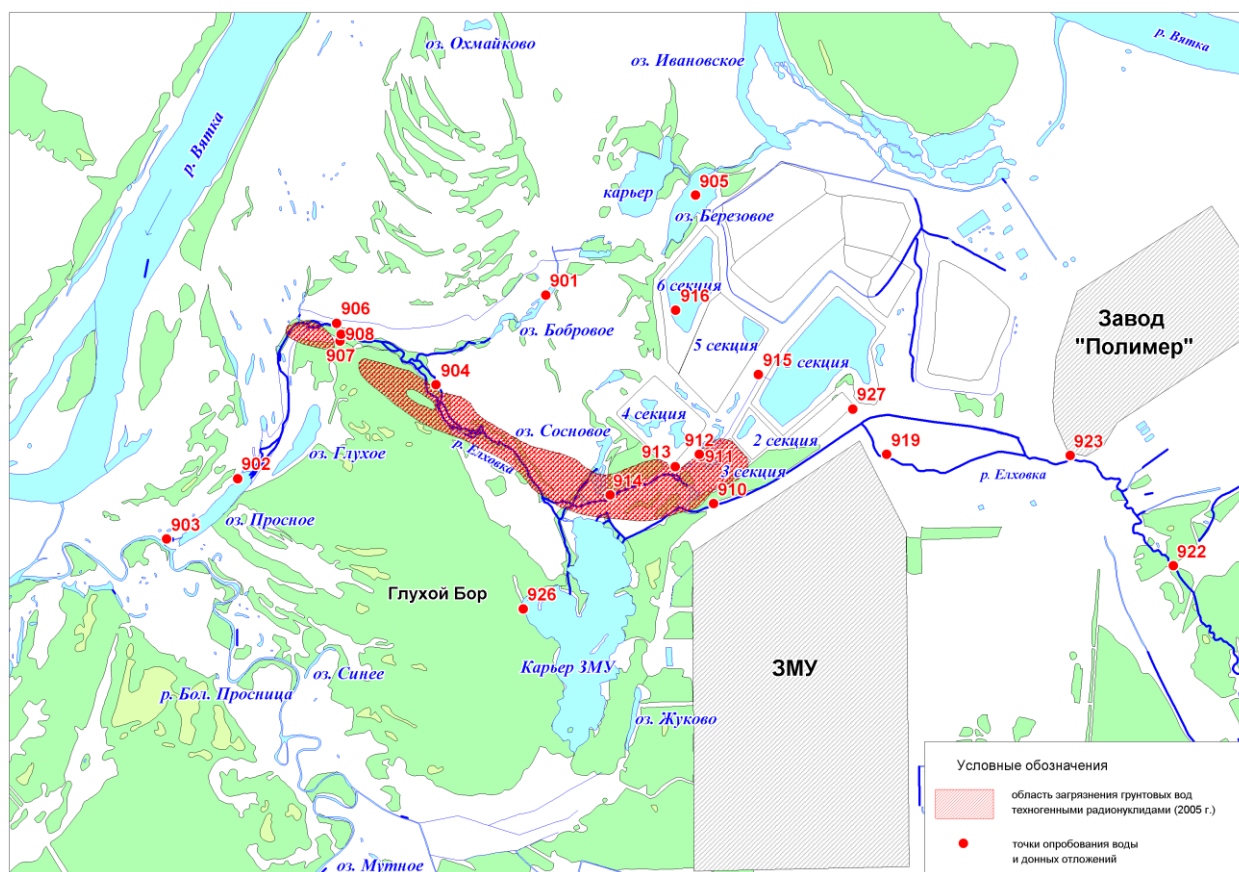 оз. Охмайково
р. Вятка
оз. Ивановское
р. Вятка
карьер
905
оз. Березовое
901
6 секция
916
906
908
907
оз. Бобровое
5 секция
Завод
"Полимер"
915
секция
904
927
4 секция
оз. Сосновое
912
911
2 секция
913
3 секция
919
923
р. Елховка
оз. Глухое
р. Елховка
902
914
910
оз. Просное
903
922
Глухой Бор
926
оз. Синее
Карьер ЗМУ
ЗМУ
р. Бол. Просница
оз. Жуково
Условные обозначения
область загрязнения грунтовых вод
техногенными радионуклидами (2005 г.)
точки опробования воды
и донных отложений
оз. Мутное